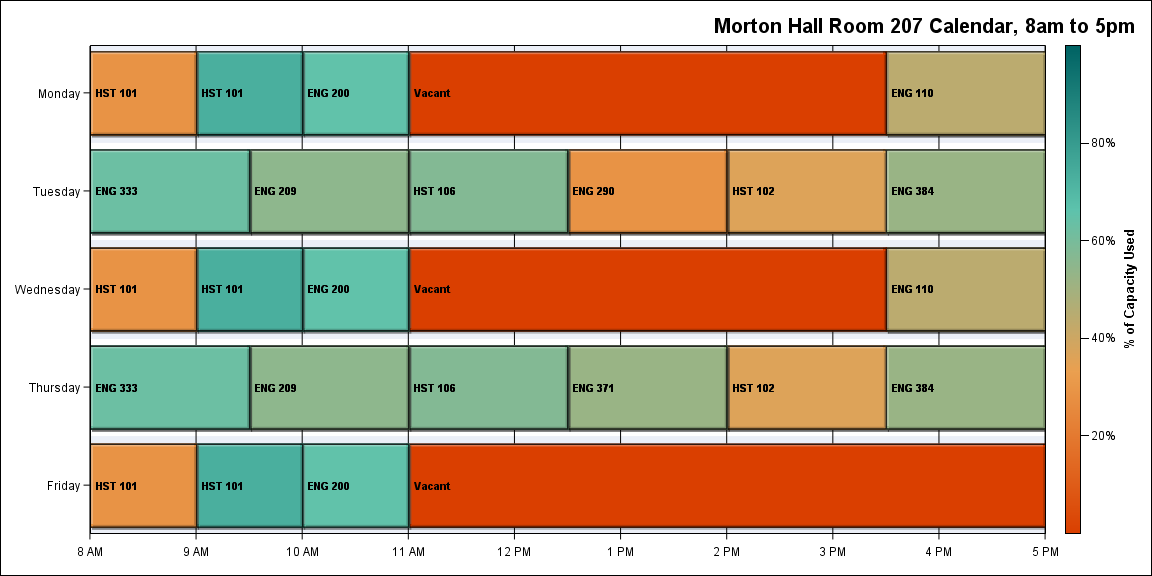 Morton Hall Room 207 Calendar, 8am to 5pm
Monday
HST 101
HST 101
ENG 200
Vacant
ENG 110
Tuesday
ENG 333
ENG 209
HST 106
ENG 290
HST 102
ENG 384
Wednesday
HST 101
HST 101
ENG 200
Vacant
ENG 110
Thursday
ENG 333
ENG 209
HST 106
ENG 371
HST 102
ENG 384
Friday
HST 101
HST 101
ENG 200
Vacant
8 AM
9 AM
10 AM
11 AM
12 PM
1 PM
2 PM
3 PM
4 PM
5 PM
80%
60%
40%
20%
% of Capacity Used